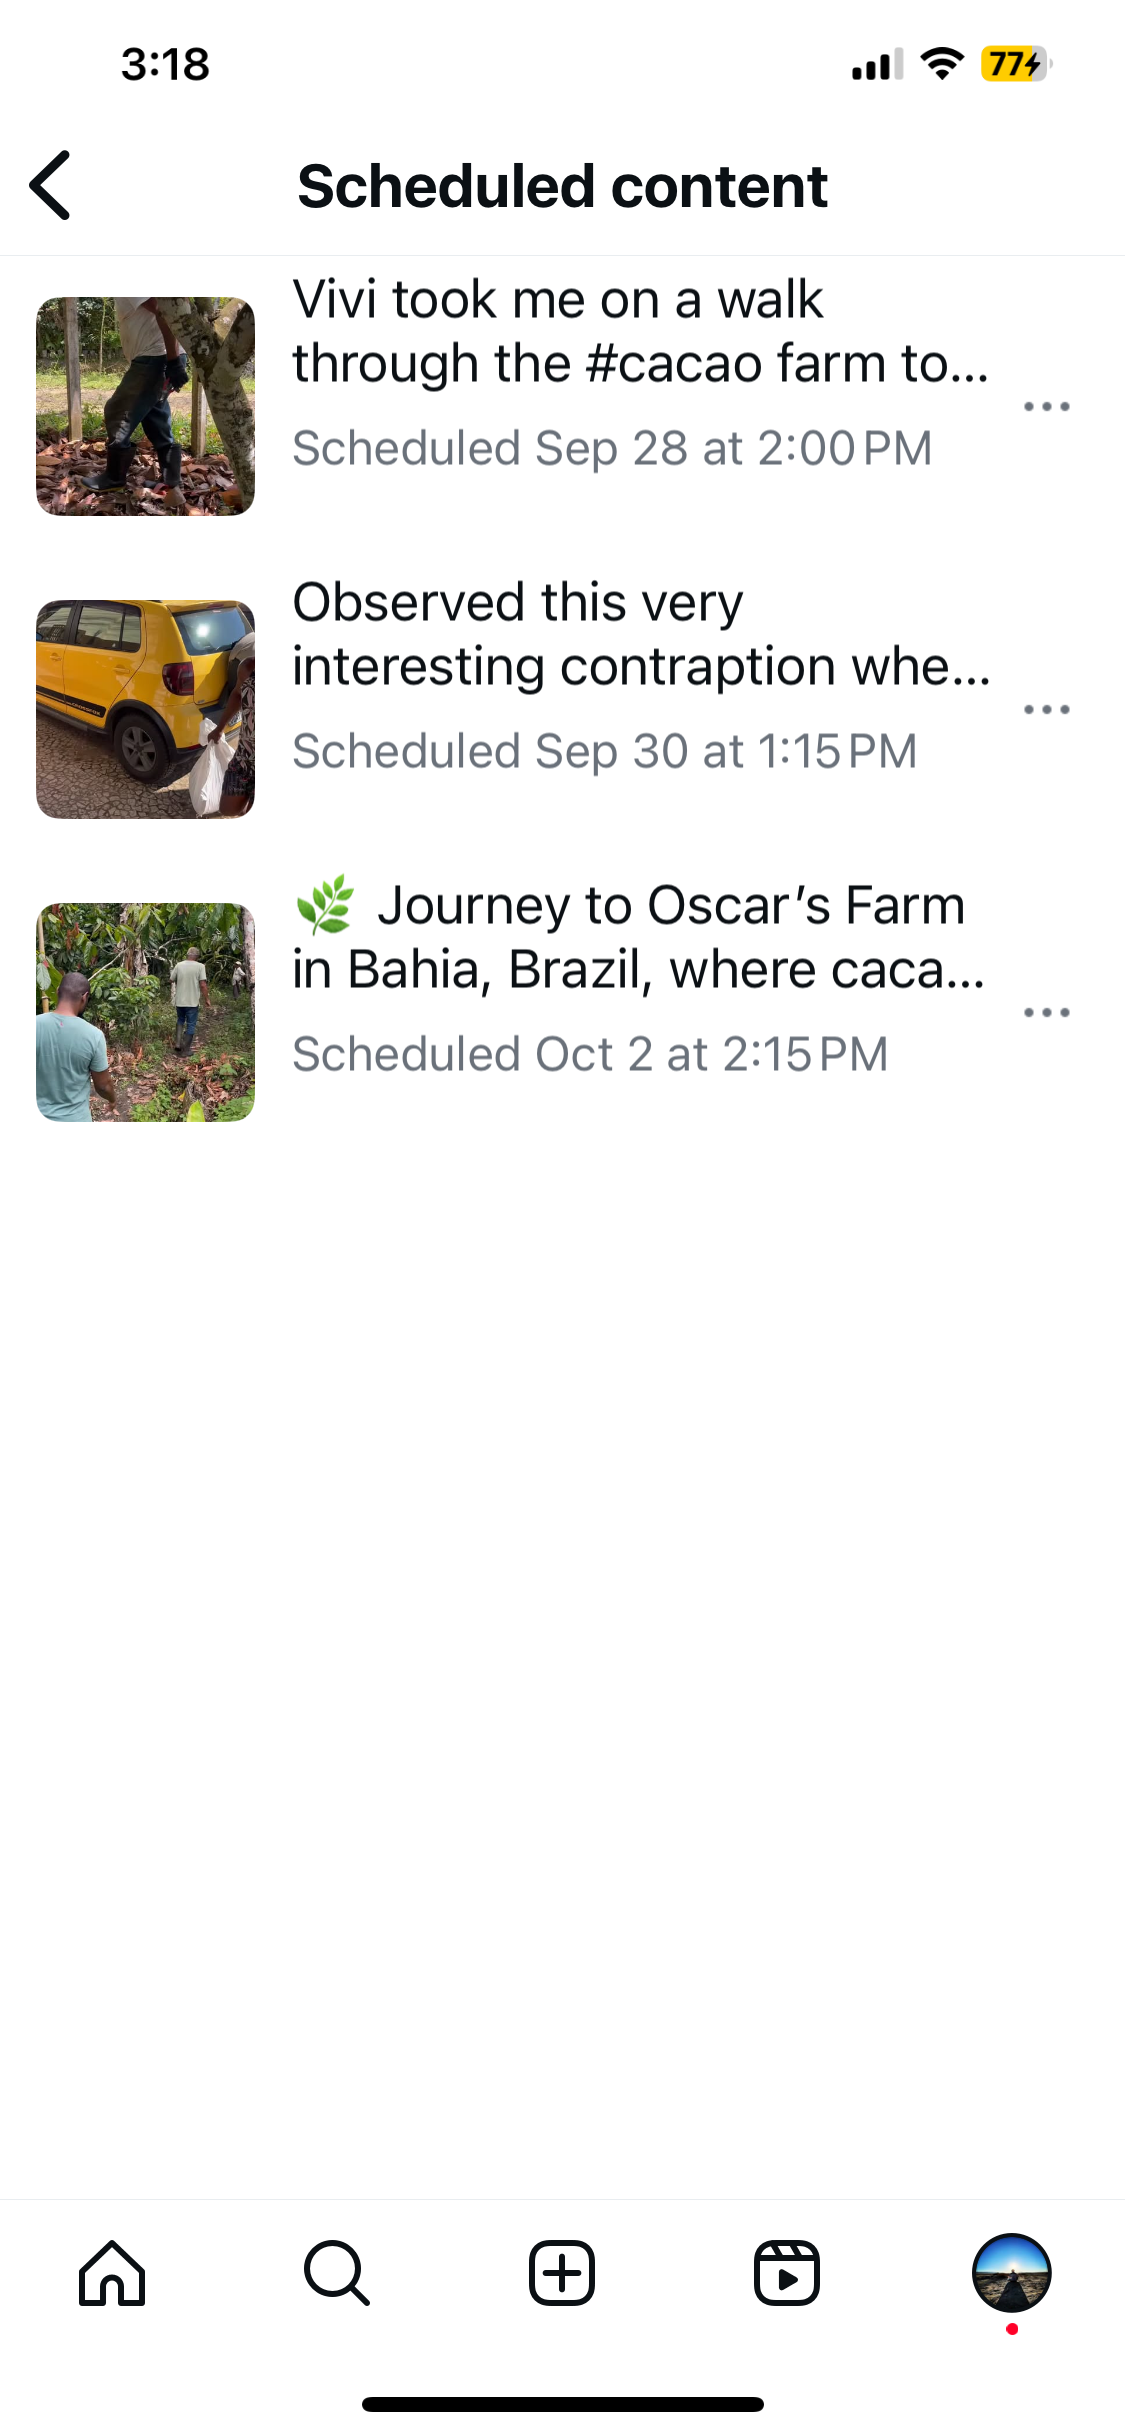 3:18
77
Scheduled content
Vivi took me on a walk
through the #cacao farm to...
Scheduled Sep 28 at 2:00 PM
Observed this very
interesting contraption whe...
Scheduled Sep 30 at 1:15 PM
🌿 Journey to Oscar’s Farm
in Bahia, Brazil, where caca...
Scheduled Oct 2 at 2:15 PM